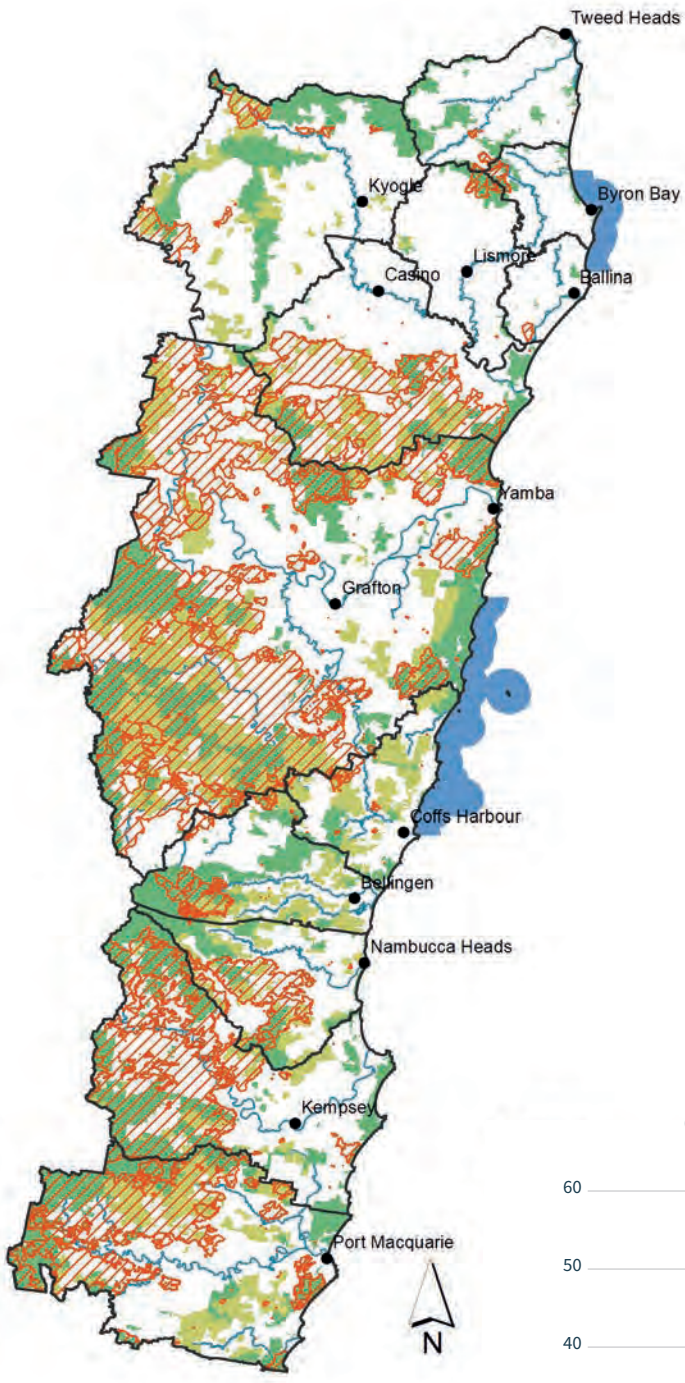 Tweed Heads
Kyogle
Byron Bay
Lismore
Casino
Ballina
Yamba
Grafton
Coffs Harbour
Bellingen
Nambucca Heads
Kempsey
60
Port Macquarie
50
N
40